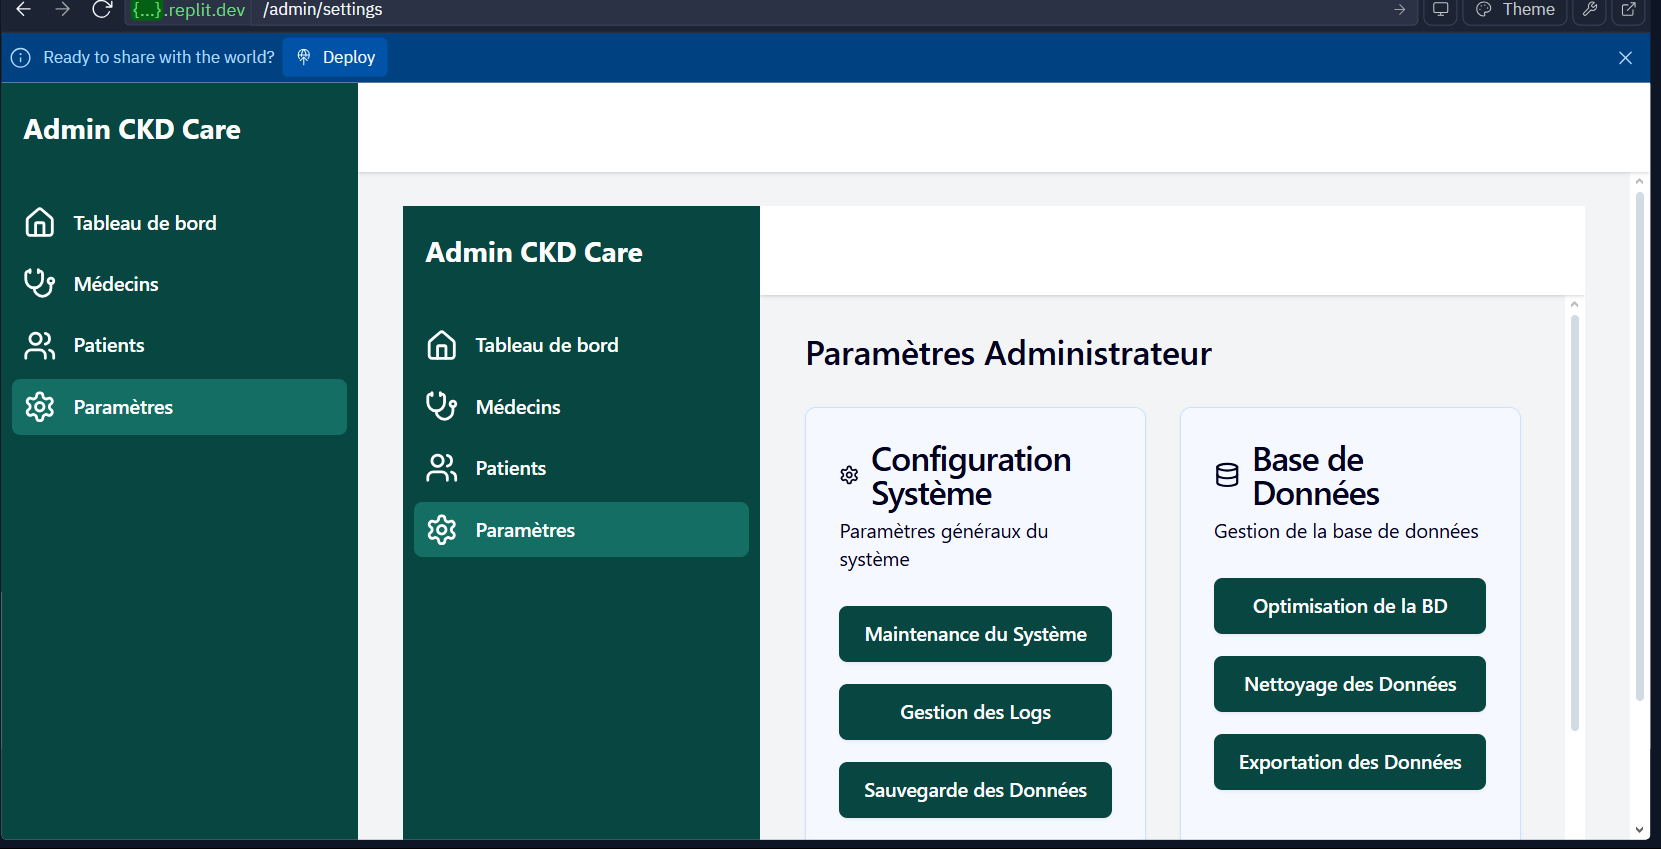 {...}.replit.dev /admin/settings
Theme
Ready to share with the world? Deploy
Admin CKD Care
Tableau de bord
Médecins
Patients
Paramètres
Admin CKD Care
Tableau de bord
Médecins
Patients
Paramètres
Paramètres Administrateur
Configuration
Système
Paramètres généraux du
système
Maintenance du Système
Gestion des Logs
Sauvegarde des Données
Base de
Données
Gestion de la base de données
Optimisation de la BD
Nettoyage des Données
Exportation des Données